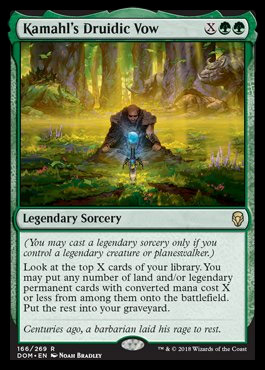 Kamahl's Druidic Vow X
Legendary Sorcery
(You may cast a legendary sorcery only if you
control a legendary creature or planeswalker.)
Look at the top X cards of your library. You
may put any number of land and/or legendary
permanent cards with converted mana cost X
or less from among them onto the battlefield.
Put the rest into your graveyard.
Centuries ago, a barbarian laid his rage to rest.
166/269 R
DOM • EN Noah Bradley
™ & © 2018 Wizards of the Coast